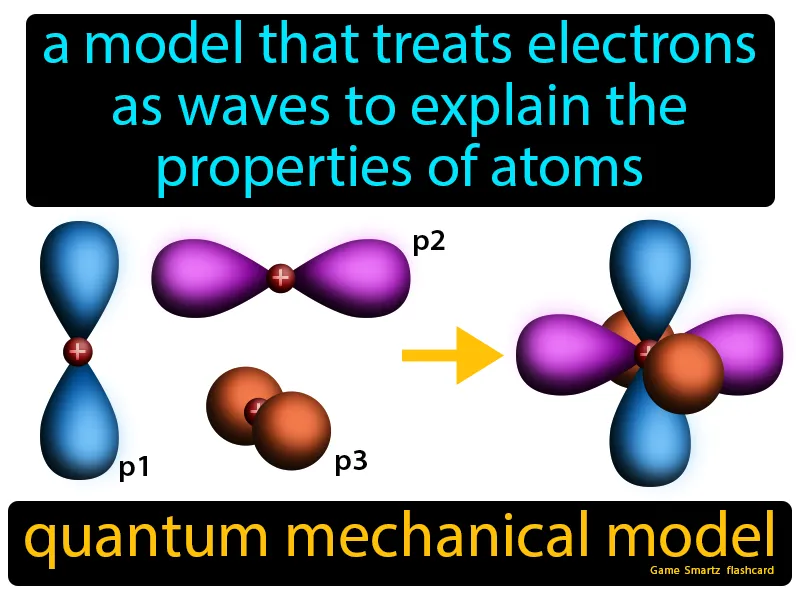 a model that treats electrons
as waves to explain the
properties of atoms
p2
+
+
+
p1
p3
+
quantum mechanical model
Game Smartz flashcard